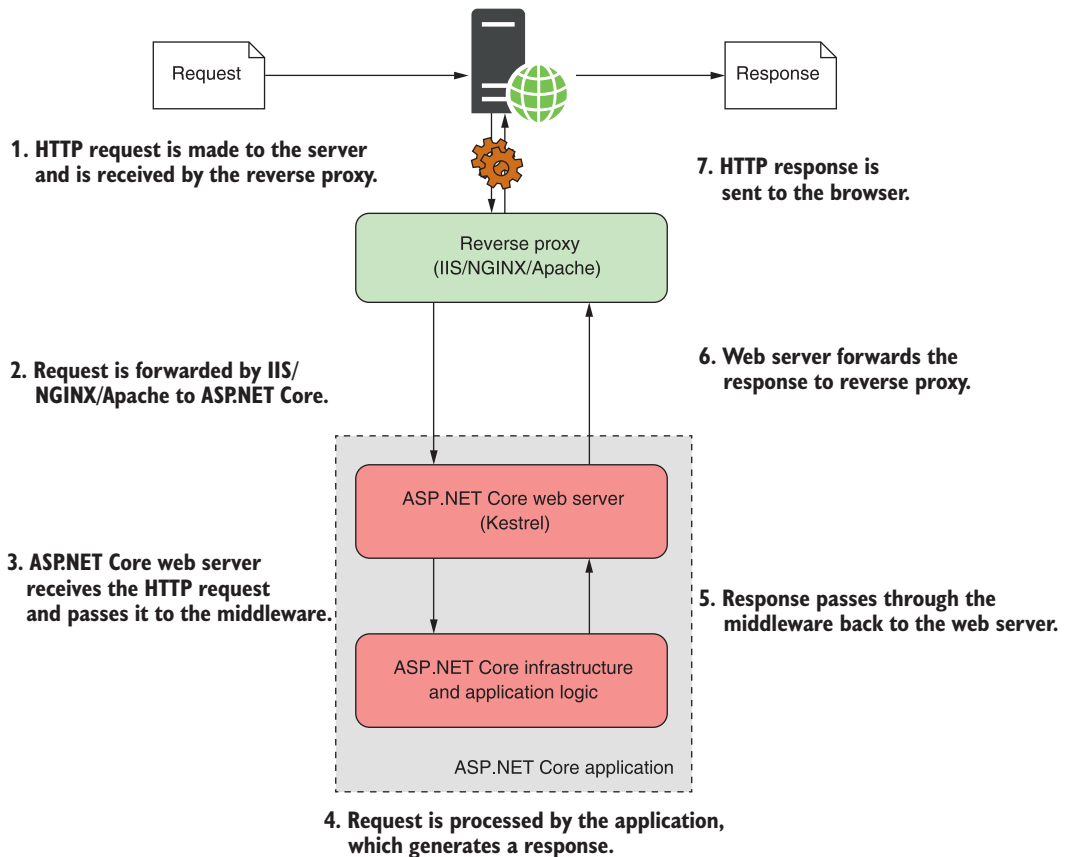 Request
Response
1. HTTP request is made to the server
and is received by the reverse proxy.
7. HTTP response is
sent to the browser.
Reverse proxy
(IIS/NGINX/Apache)
2. Request is forwarded by IIS/
NGINX/Apache to ASP.NET Core.
6. Web server forwards the
response to reverse proxy.
ASP.NET Core web server
(Kestrel)
3. ASP.NET Core web server
receives the HTTP request
and passes it to the middleware.
5. Response passes through the
middleware back to the web server.
ASP.NET Core infrastructure
and application logic
ASP.NET Core application
4. Request is processed by the application,
which generates a response.